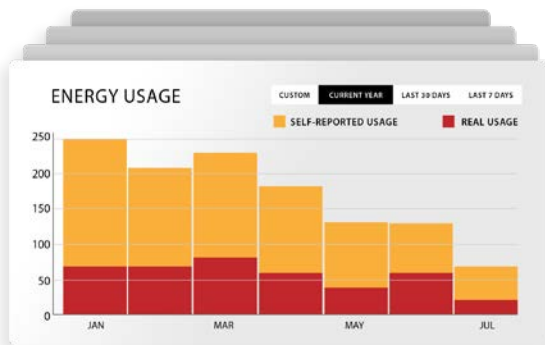 ENERGY USAGE
CUSTOM CURRENT YEAR LAST 30 DAYS LAST 7 DAYS
SELF-REPORTED USAGE REAL USAGE
250
200
150
100
50
0
JAN MAR MAY JUL